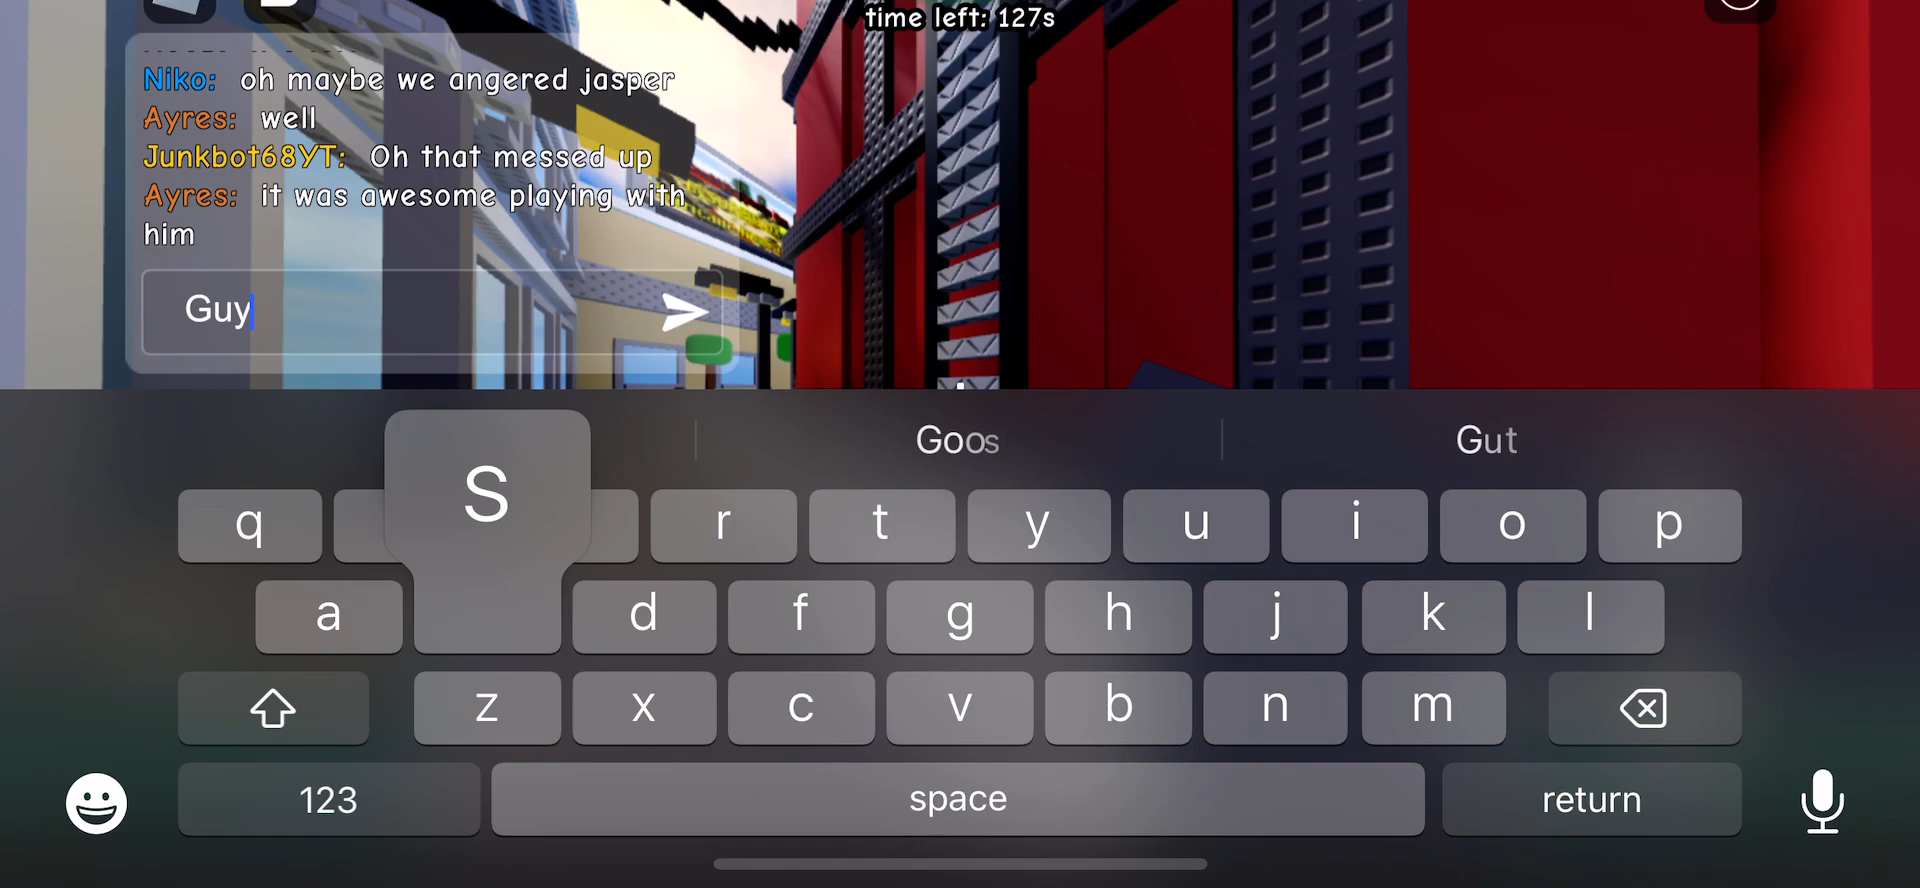 time left: 127s
Niko: oh maybe we angered jasper
Ayres: well
Junkbot68YT: Oh that messed up
Ayres: it was awesome playing with
him
Guy
Goos
Gut
S
q r t y u i o p
a d f g h j k l
z x c v b n m
123 space return